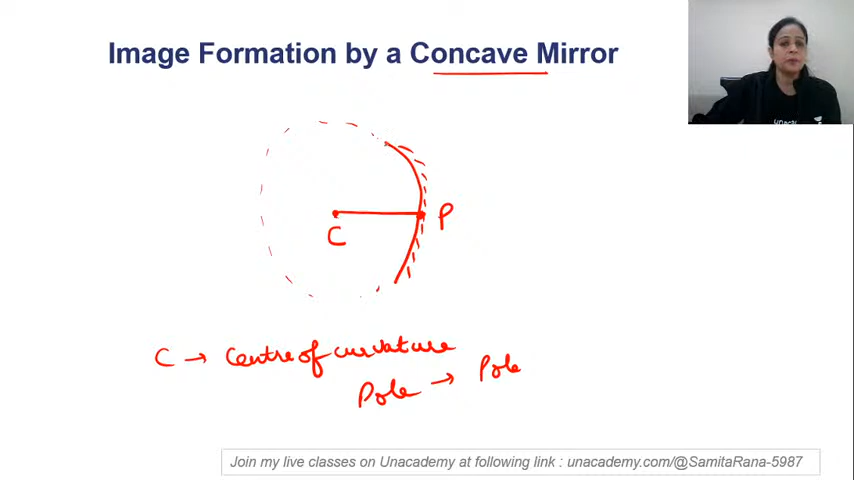 Image Formation by a Concave Mirror
P
C
C → Centre of curvature
Pole → Pole
Join my live classes on Unacademy at following link : unacademy.com/@SamitaRana-5987